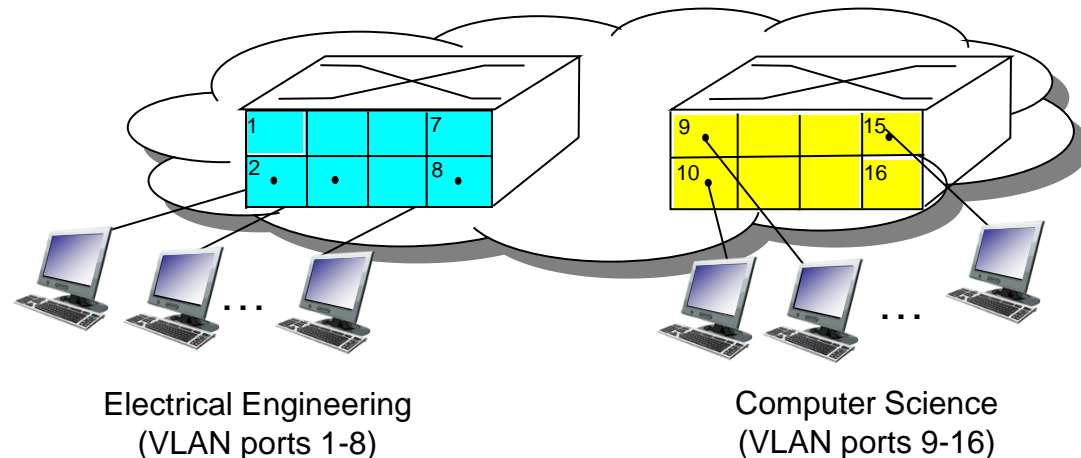 1
7
2
8
9
15
10
16
...
...
Electrical Engineering
(VLAN ports 1-8)
Computer Science
(VLAN ports 9-16)